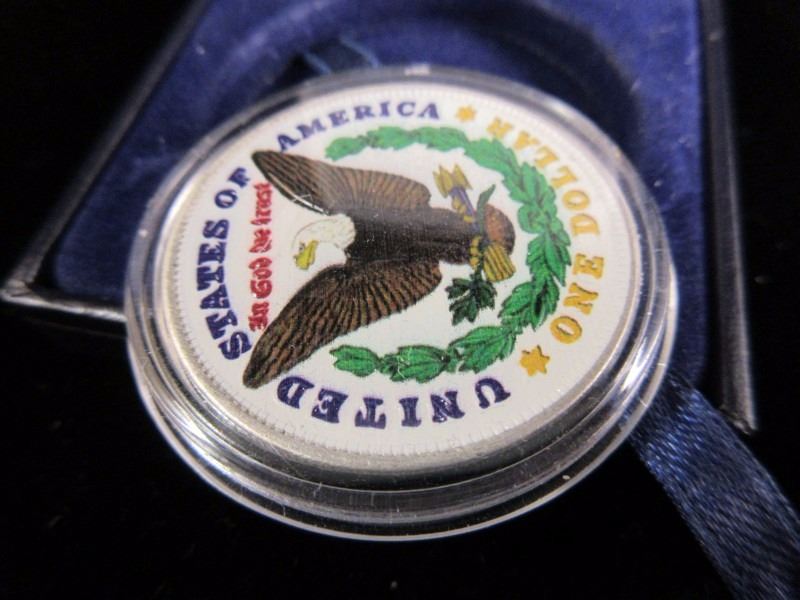 UNITED STATES OF AMERICA
In God we trust
★ ONE DOLLAR ★